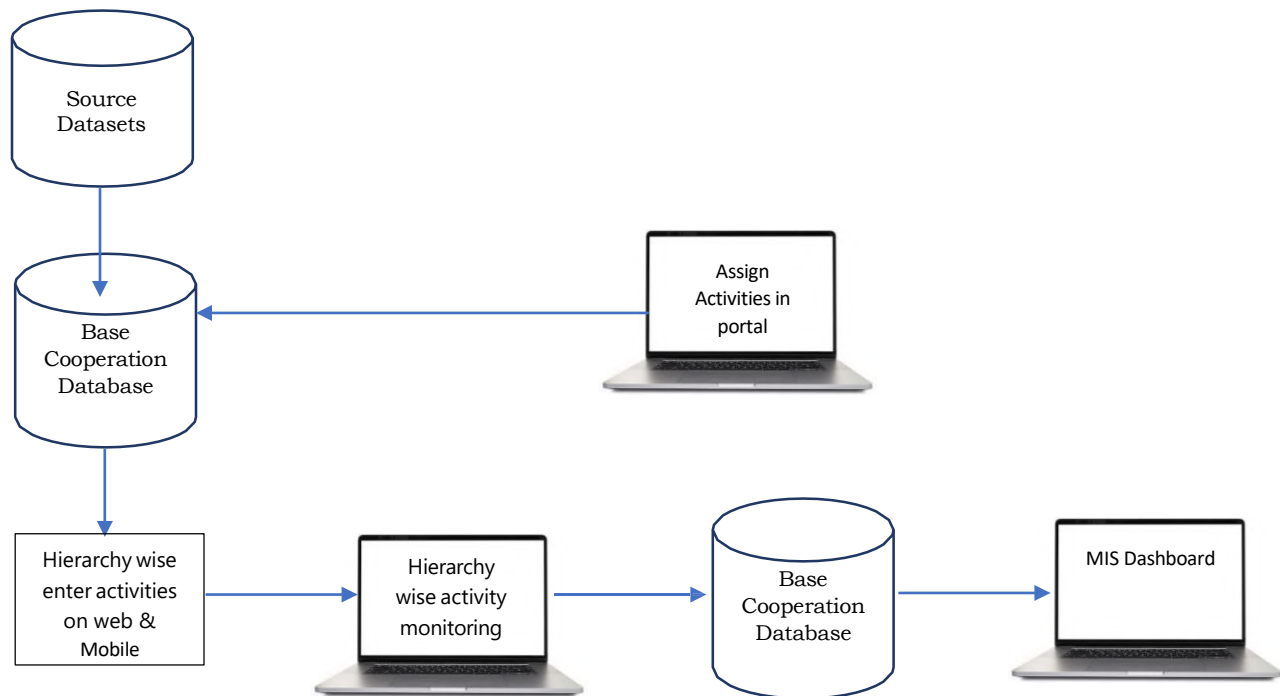 Source
Datasets
Assign
Activities in
portal
Base
Cooperation
Database
Hierarchy wise
enter activities
on web &
Mobile
Hierarchy
wise activity
monitoring
Base
Cooperation
Database
MIS Dashboard